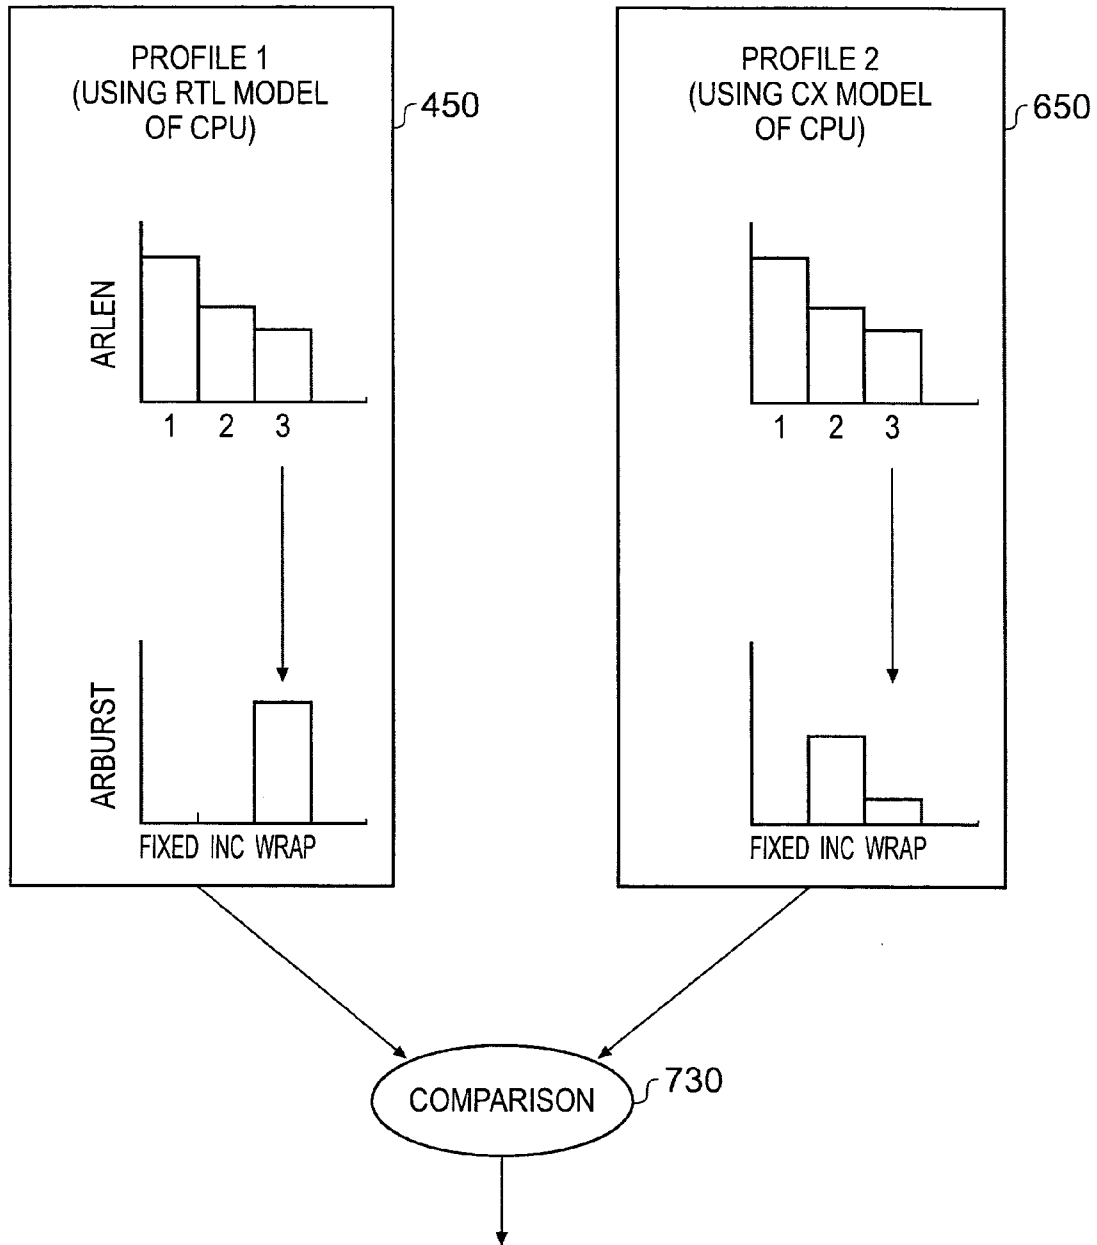 PROFILE 1
(USING RTL MODEL
OF CPU)
450
ARLEN
1 2 3
ARBURST
FIXED INC WRAP
PROFILE 2
(USING CX MODEL
OF CPU)
650
1 2 3
FIXED INC WRAP
COMPARISON
730